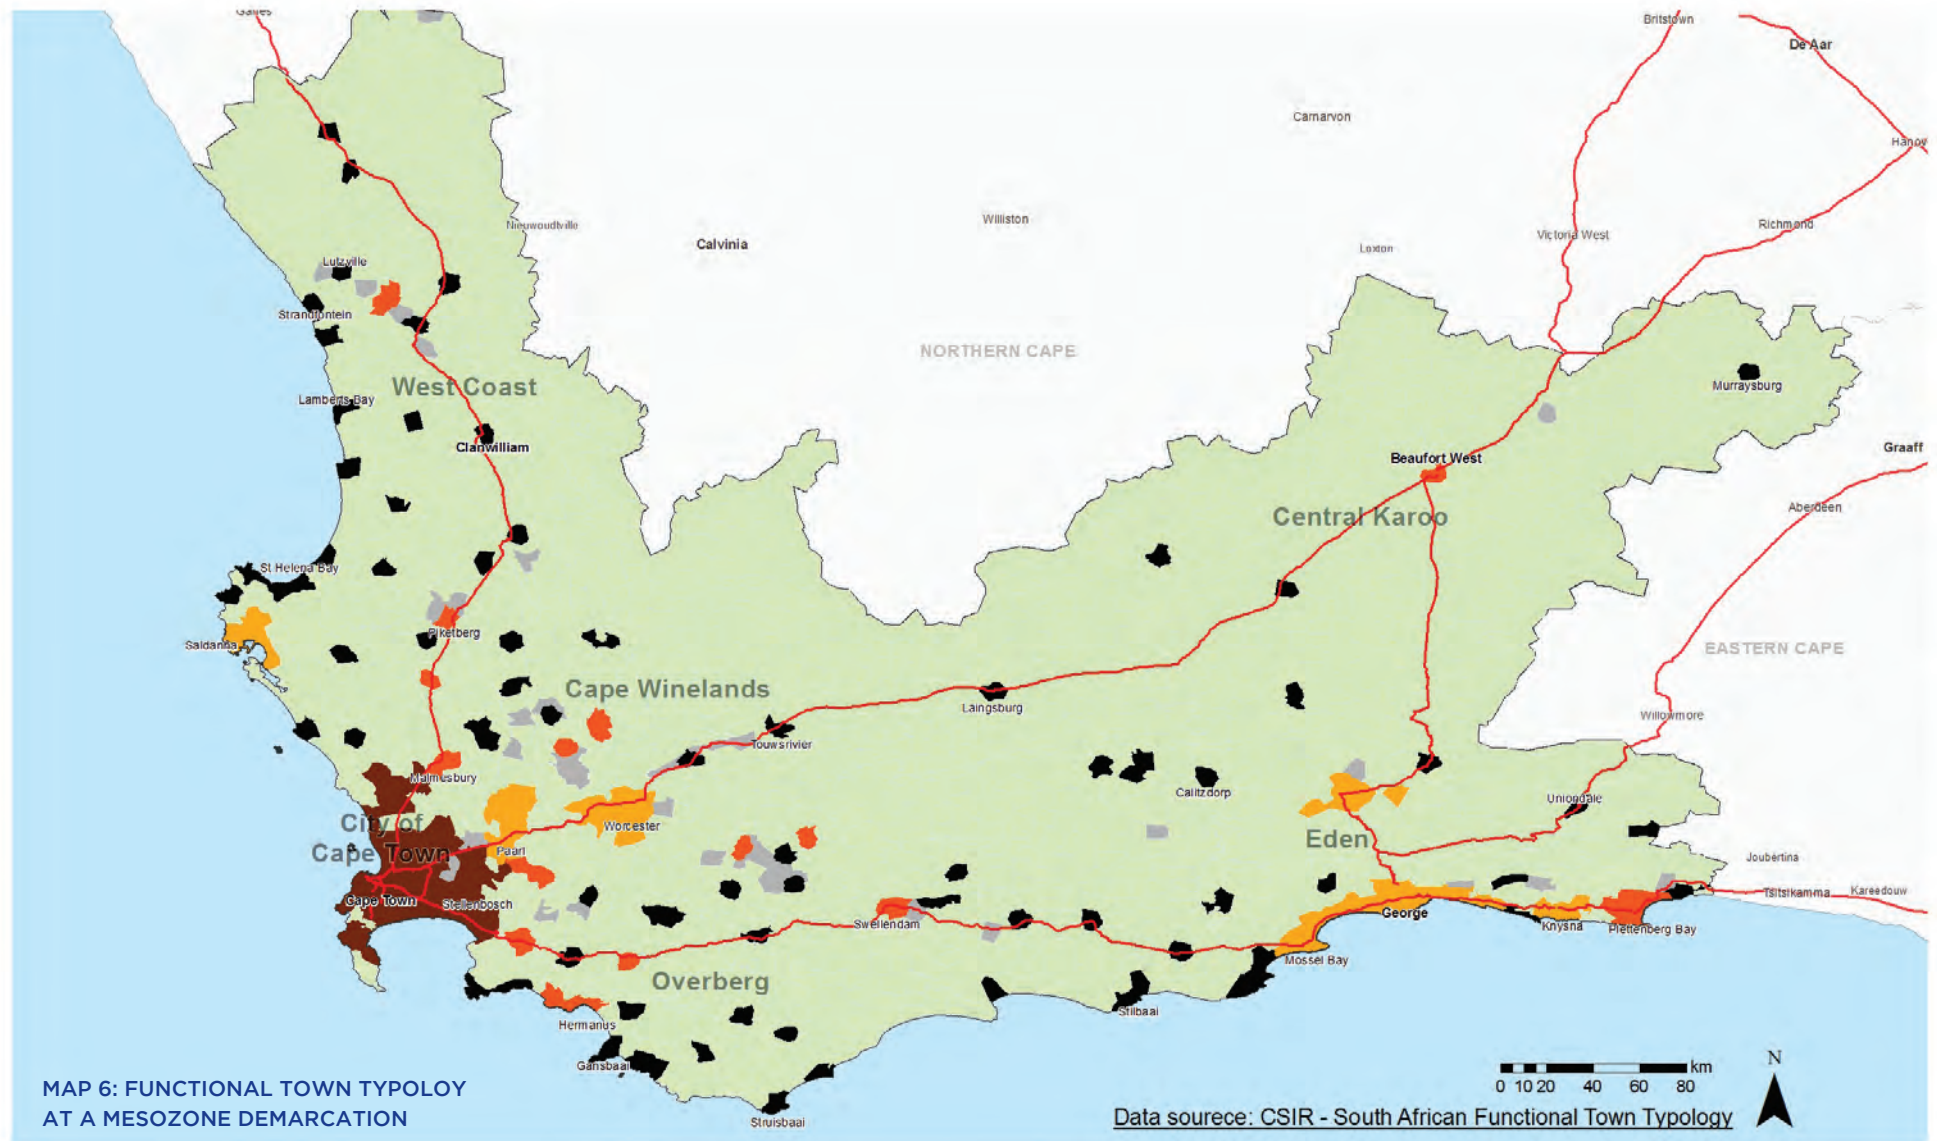 Garies
Britstown
De Aar
Carnarvon
Hanov
Nieuwoudtville
Calvinia
Williston
Loxton
Victoria West
Richmond
Lutzville
Strandfontein
NORTHERN CAPE
West Coast
Lamberts Bay
Murraysburg
Clanwilliam
Beaufort West
Graaff
Central Karoo
Aberdeen
St Helena Bay
Piketberg
Saldanha
EASTERN CAPE
Cape Winelands
Laingsburg
Willowmore
Touwsrivier
Malmesbury
Calitzdorp
Uniondale
City of
Cape Town
Worcester
Paarl
Eden
Joubertina
Tsitsikamma
Kareedouw
Cape Town
Stellenbosch
George
Swellendam
Knysna
Plettenberg Bay
Mossel Bay
Overberg
Stilbaai
Hermanus
Gansbaai
Struisbaai
MAP 6: FUNCTIONAL TOWN TYPOLOY
AT A MESOZONE DEMARCATION
N
km
0 10 20 40 60 80
Data sourece: CSIR - South African Functional Town Typology